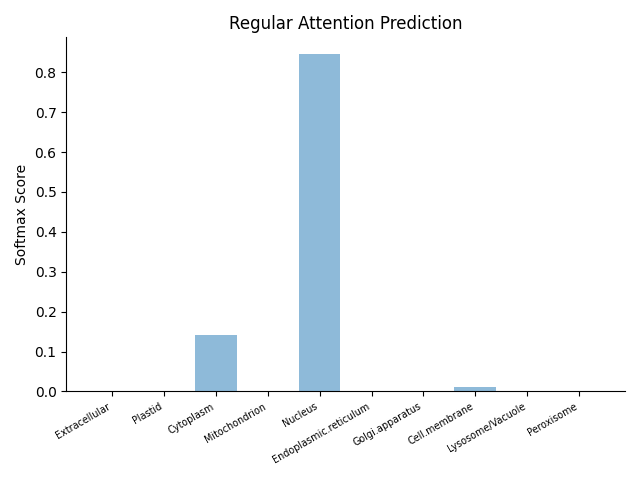 Regular Attention Prediction
Softmax Score
0.8
0.7
0.6
0.5
0.4
0.3
0.2
0.1
0.0
Extracellular
Plastid
Cytoplasm
Mitochondrion
Nucleus
Endoplasmic.reticulum
Golgi.apparatus
Cell.membrane
Lysosome/Vacuole
Peroxisome